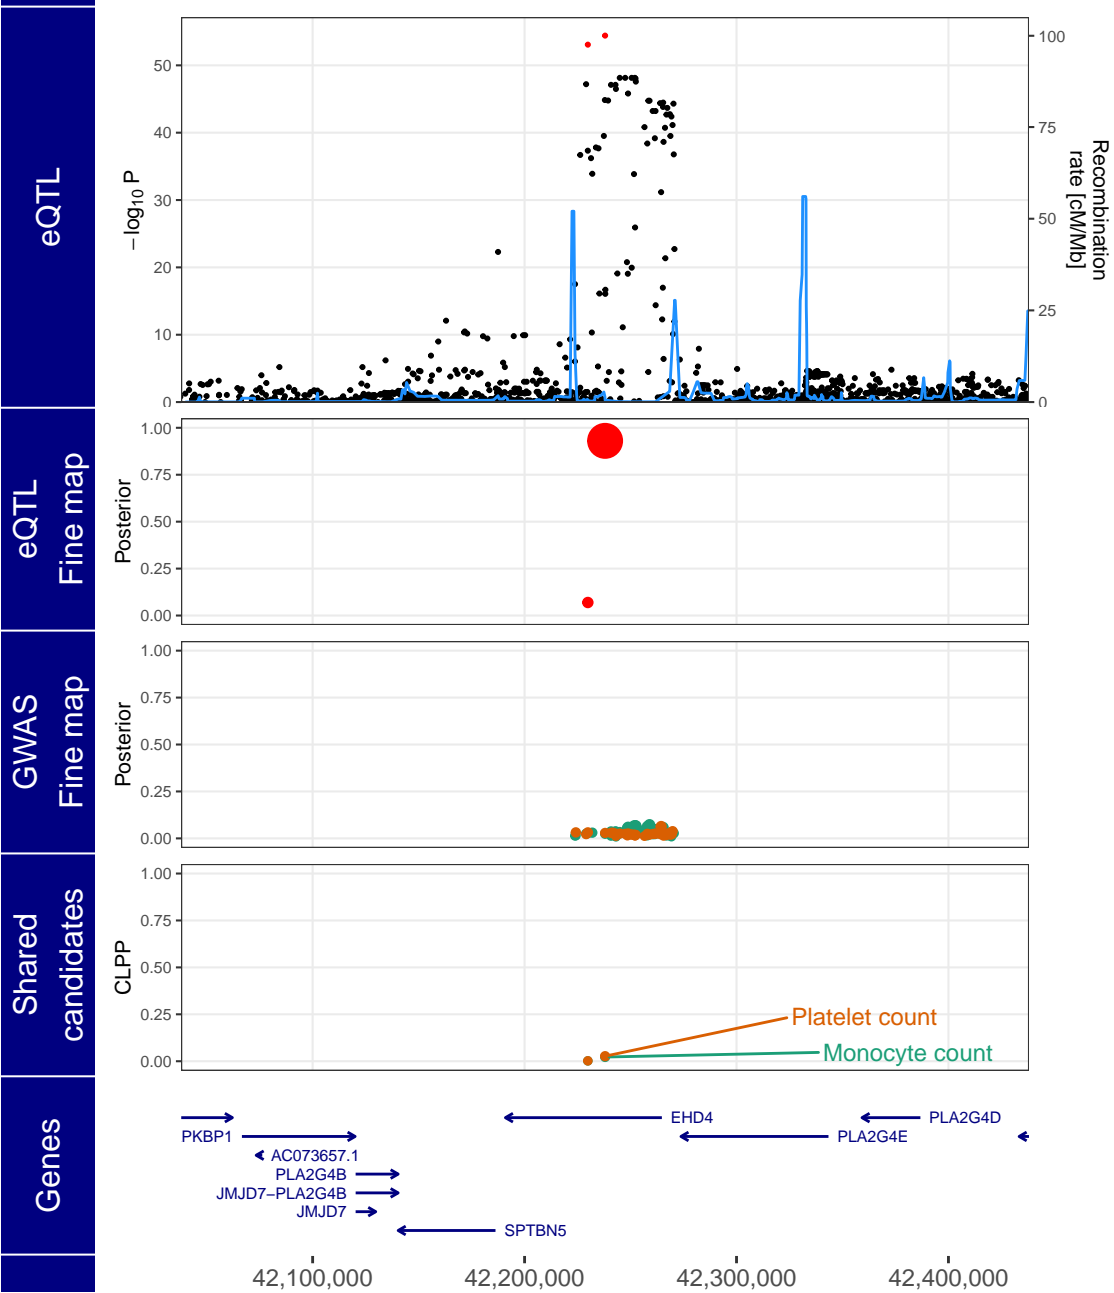 eQTL
−log10 P
50
40
30
20
10
0
100
75
50
25
0
Recombination
rate [cM/Mb]
eQTL
Fine map
Posterior
1.00
0.75
0.50
0.25
0.00
GWAS
Fine map
Posterior
1.00
0.75
0.50
0.25
0.00
Shared
candidates
CLPP
1.00
0.75
0.50
0.25
0.00
Platelet count
Monocyte count
Genes
EHD4
PLA2G4D
PKBP1
PLA2G4E
AC073657.1
PLA2G4B
JMJD7−PLA2G4B
JMJD7
SPTBN5
42,100,000
42,200,000
42,300,000
42,400,000